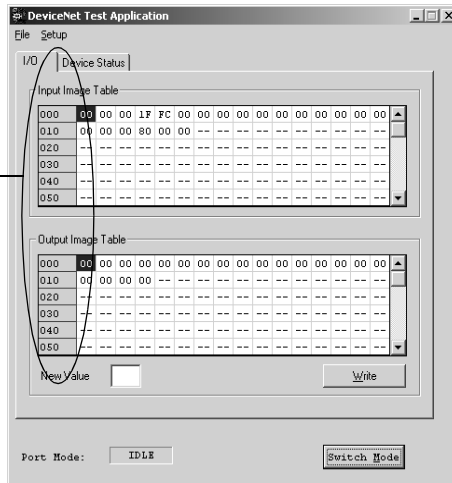 DeviceNet Test Application
File Setup
I/O Device Status
Input Image Table
000 00 00 00 1F FC 00 00 00 00 00 00 00 00 00 00 00
010 00 00 00 80 00 00 -- -- -- -- -- -- -- -- -- --
020 -- -- -- -- -- -- -- -- -- -- -- -- -- -- -- --
030 -- -- -- -- -- -- -- -- -- -- -- -- -- -- -- --
040 -- -- -- -- -- -- -- -- -- -- -- -- -- -- -- --
050 -- -- -- -- -- -- -- -- -- -- -- -- -- -- -- --
Output Image Table
000 00 00 00 00 00 00 00 00 00 00 00 00 00 00 00 00
010 00 00 00 00 -- -- -- -- -- -- -- -- -- -- -- --
020 -- -- -- -- -- -- -- -- -- -- -- -- -- -- -- --
030 -- -- -- -- -- -- -- -- -- -- -- -- -- -- -- --
040 -- -- -- -- -- -- -- -- -- -- -- -- -- -- -- --
050 -- -- -- -- -- -- -- -- -- -- -- -- -- -- -- --
New Value Write
Port Mode: IDLE Switch Mode